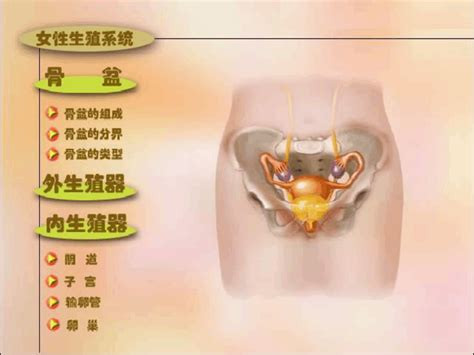 女性生殖系统
骨 盆
骨盆的组成
骨盆的分界
骨盆的类型
外生殖器
内生殖器
阴 道
子 宫
输卵管
卵 巢